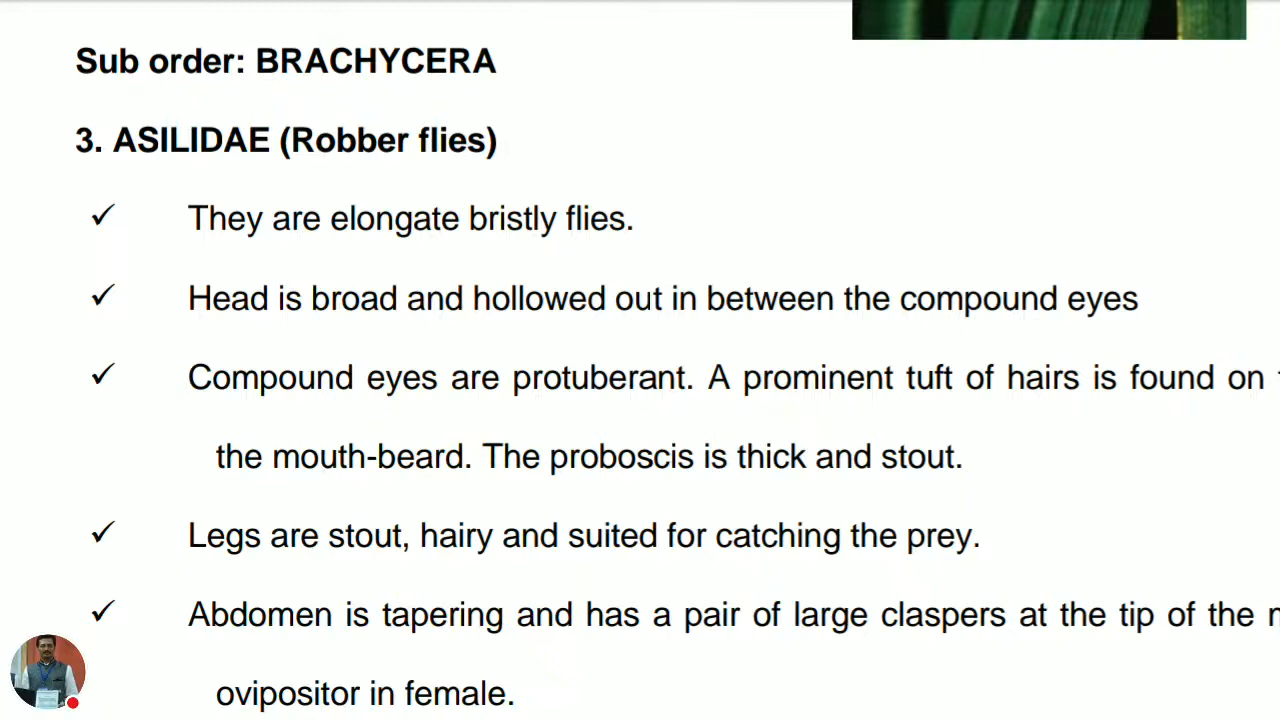 Sub order: BRACHYCERA
3. ASILIDAE (Robber flies)
✓ They are elongate bristly flies.
✓ Head is broad and hollowed out in between the compound eyes
✓ Compound eyes are protuberant. A prominent tuft of hairs is found on
the mouth-beard. The proboscis is thick and stout.
✓ Legs are stout, hairy and suited for catching the prey.
✓ Abdomen is tapering and has a pair of large claspers at the tip of the
ovipositor in female.